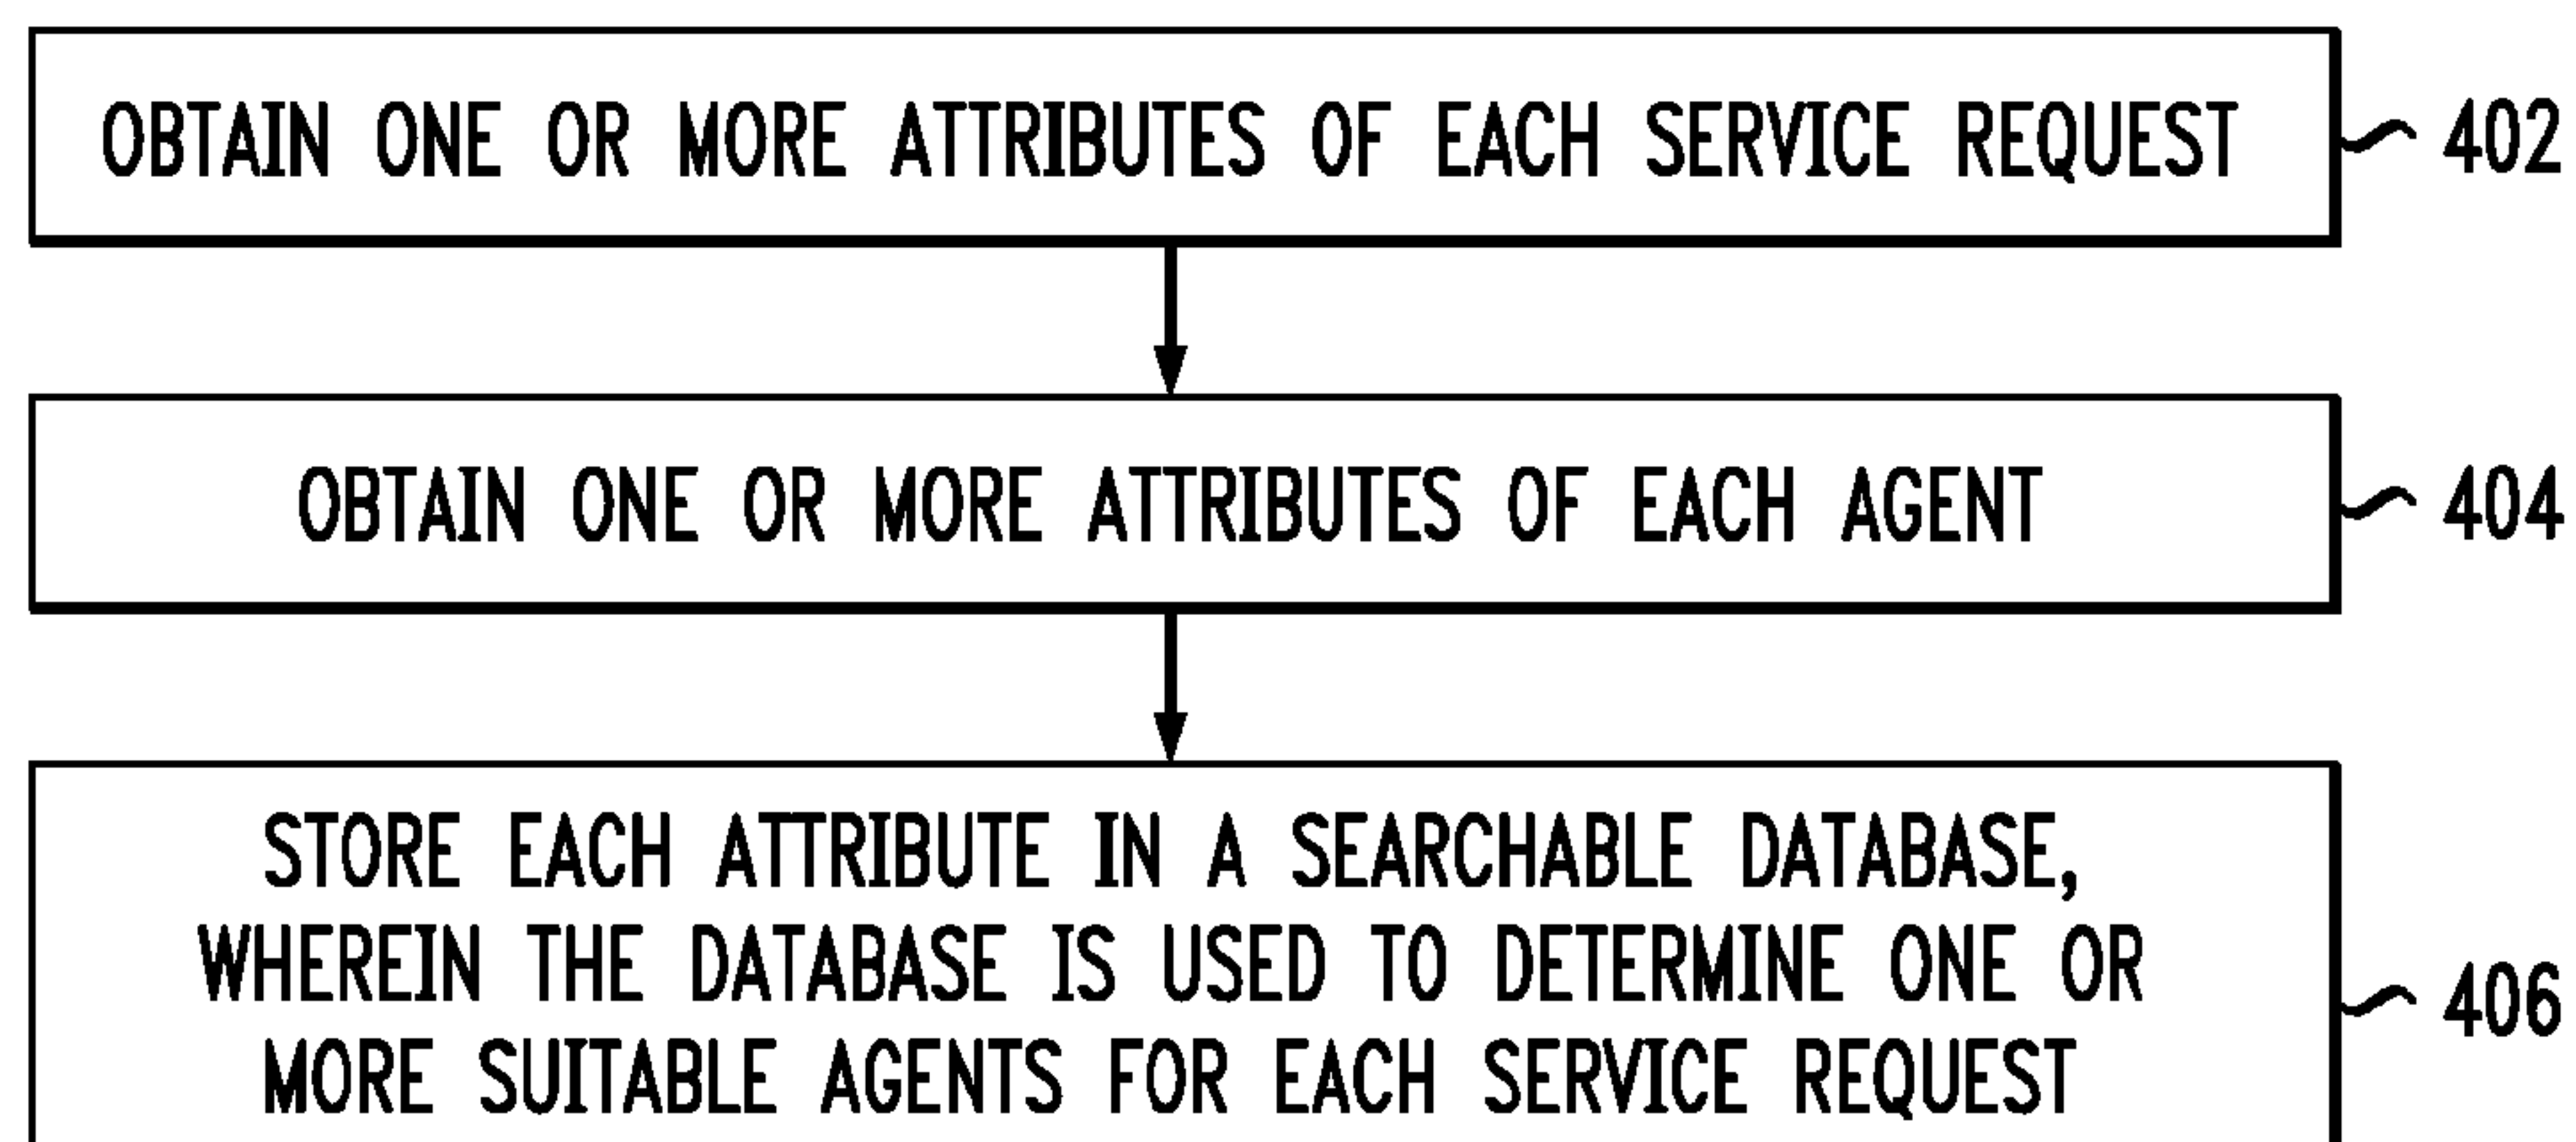 OBTAIN ONE OR MORE ATTRIBUTES OF EACH SERVICE REQUEST
402
OBTAIN ONE OR MORE ATTRIBUTES OF EACH AGENT
404
STORE EACH ATTRIBUTE IN A SEARCHABLE DATABASE,
WHEREIN THE DATABASE IS USED TO DETERMINE ONE OR
MORE SUITABLE AGENTS FOR EACH SERVICE REQUEST
406